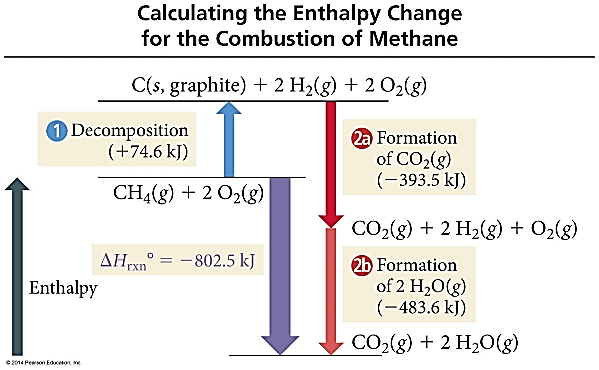 Calculating the Enthalpy Change
for the Combustion of Methane
C(s, graphite) + 2 H₂(g) + 2 O₂(g)
1 Decomposition
(+74.6 kJ)
2a Formation
of CO₂(g)
(−393.5 kJ)
CH₄(g) + 2 O₂(g)
CO₂(g) + 2 H₂(g) + O₂(g)
ΔHrxn° = −802.5 kJ
2b Formation
of 2 H₂O(g)
(−483.6 kJ)
Enthalpy
CO₂(g) + 2 H₂O(g)
© 2014 Pearson Education, Inc.